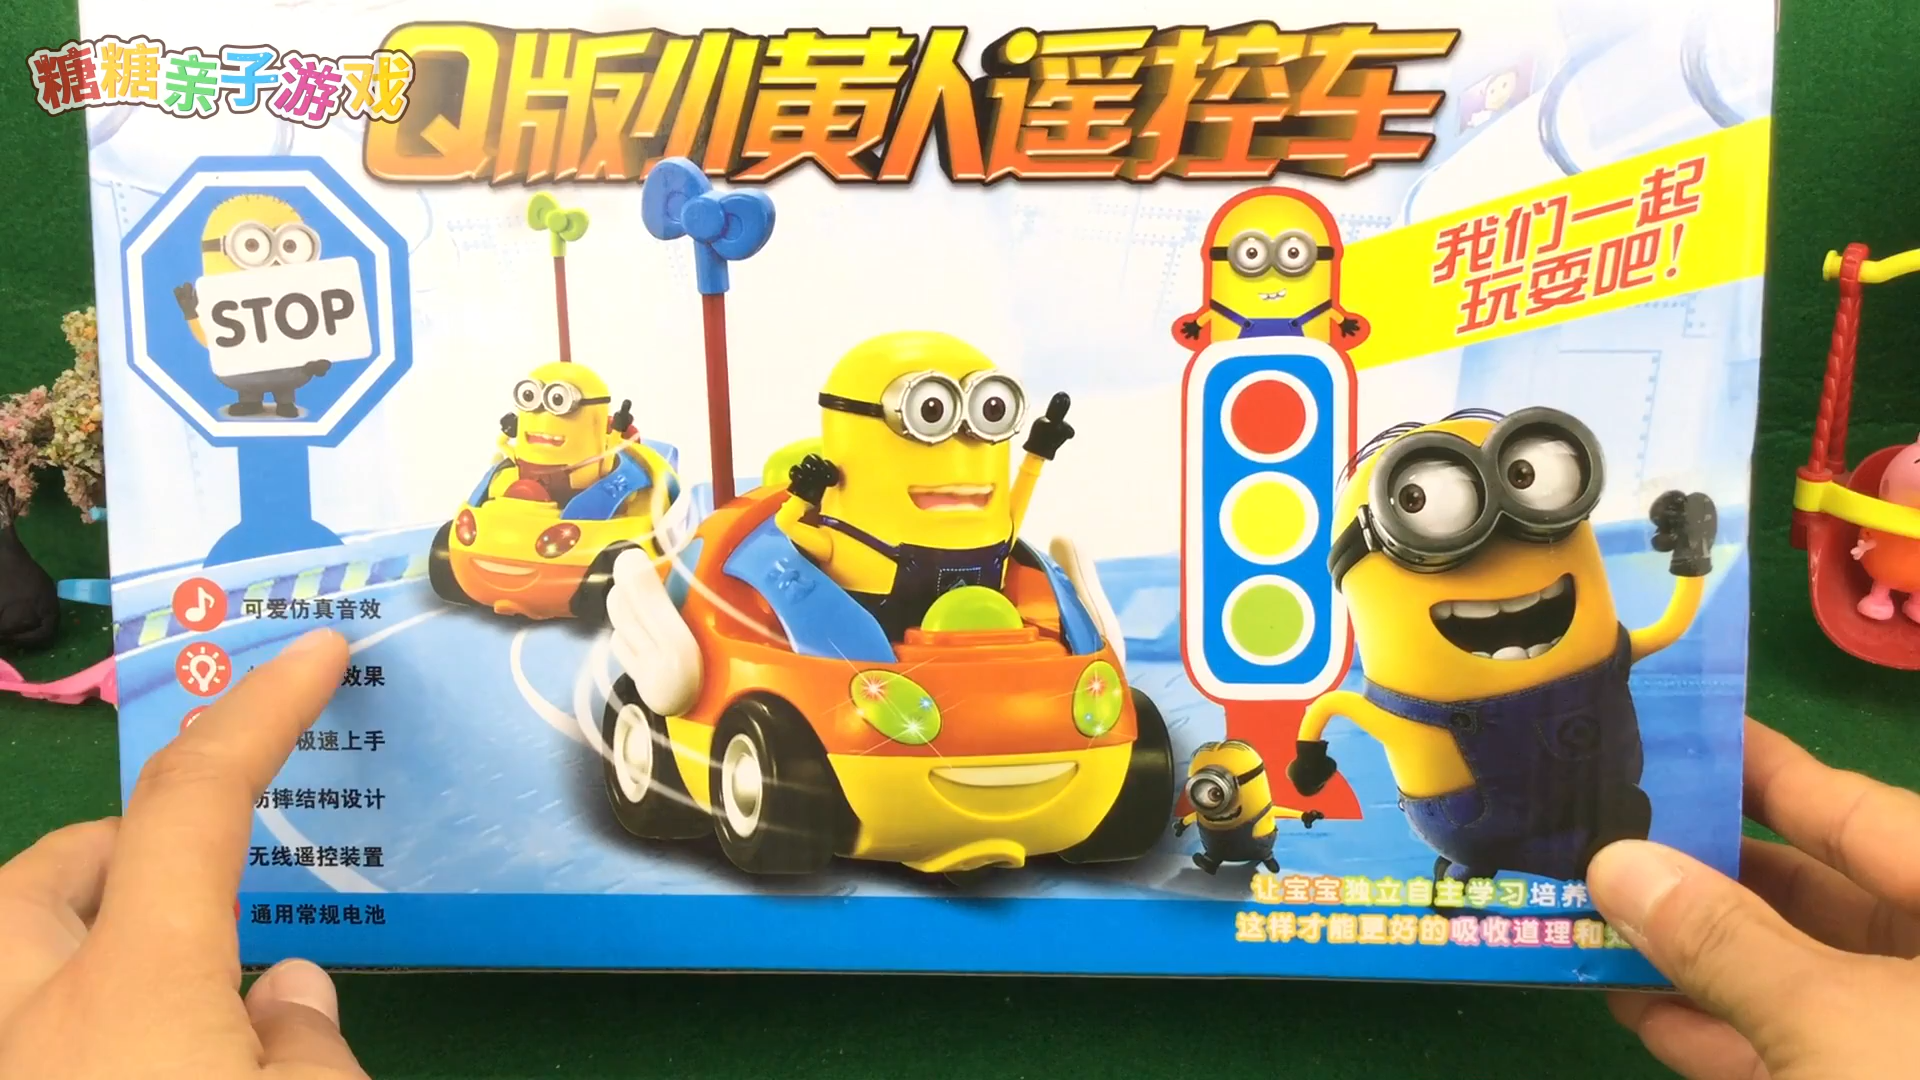 糖糖亲子游戏
Q版小黄人遥控车
我们一起
玩耍吧!
STOP
可爱仿真音效
效果
极速上手
防摔结构设计
无线遥控装置
通用常规电池
让宝宝独立自主学习培养
这样才能更好的吸收道理和